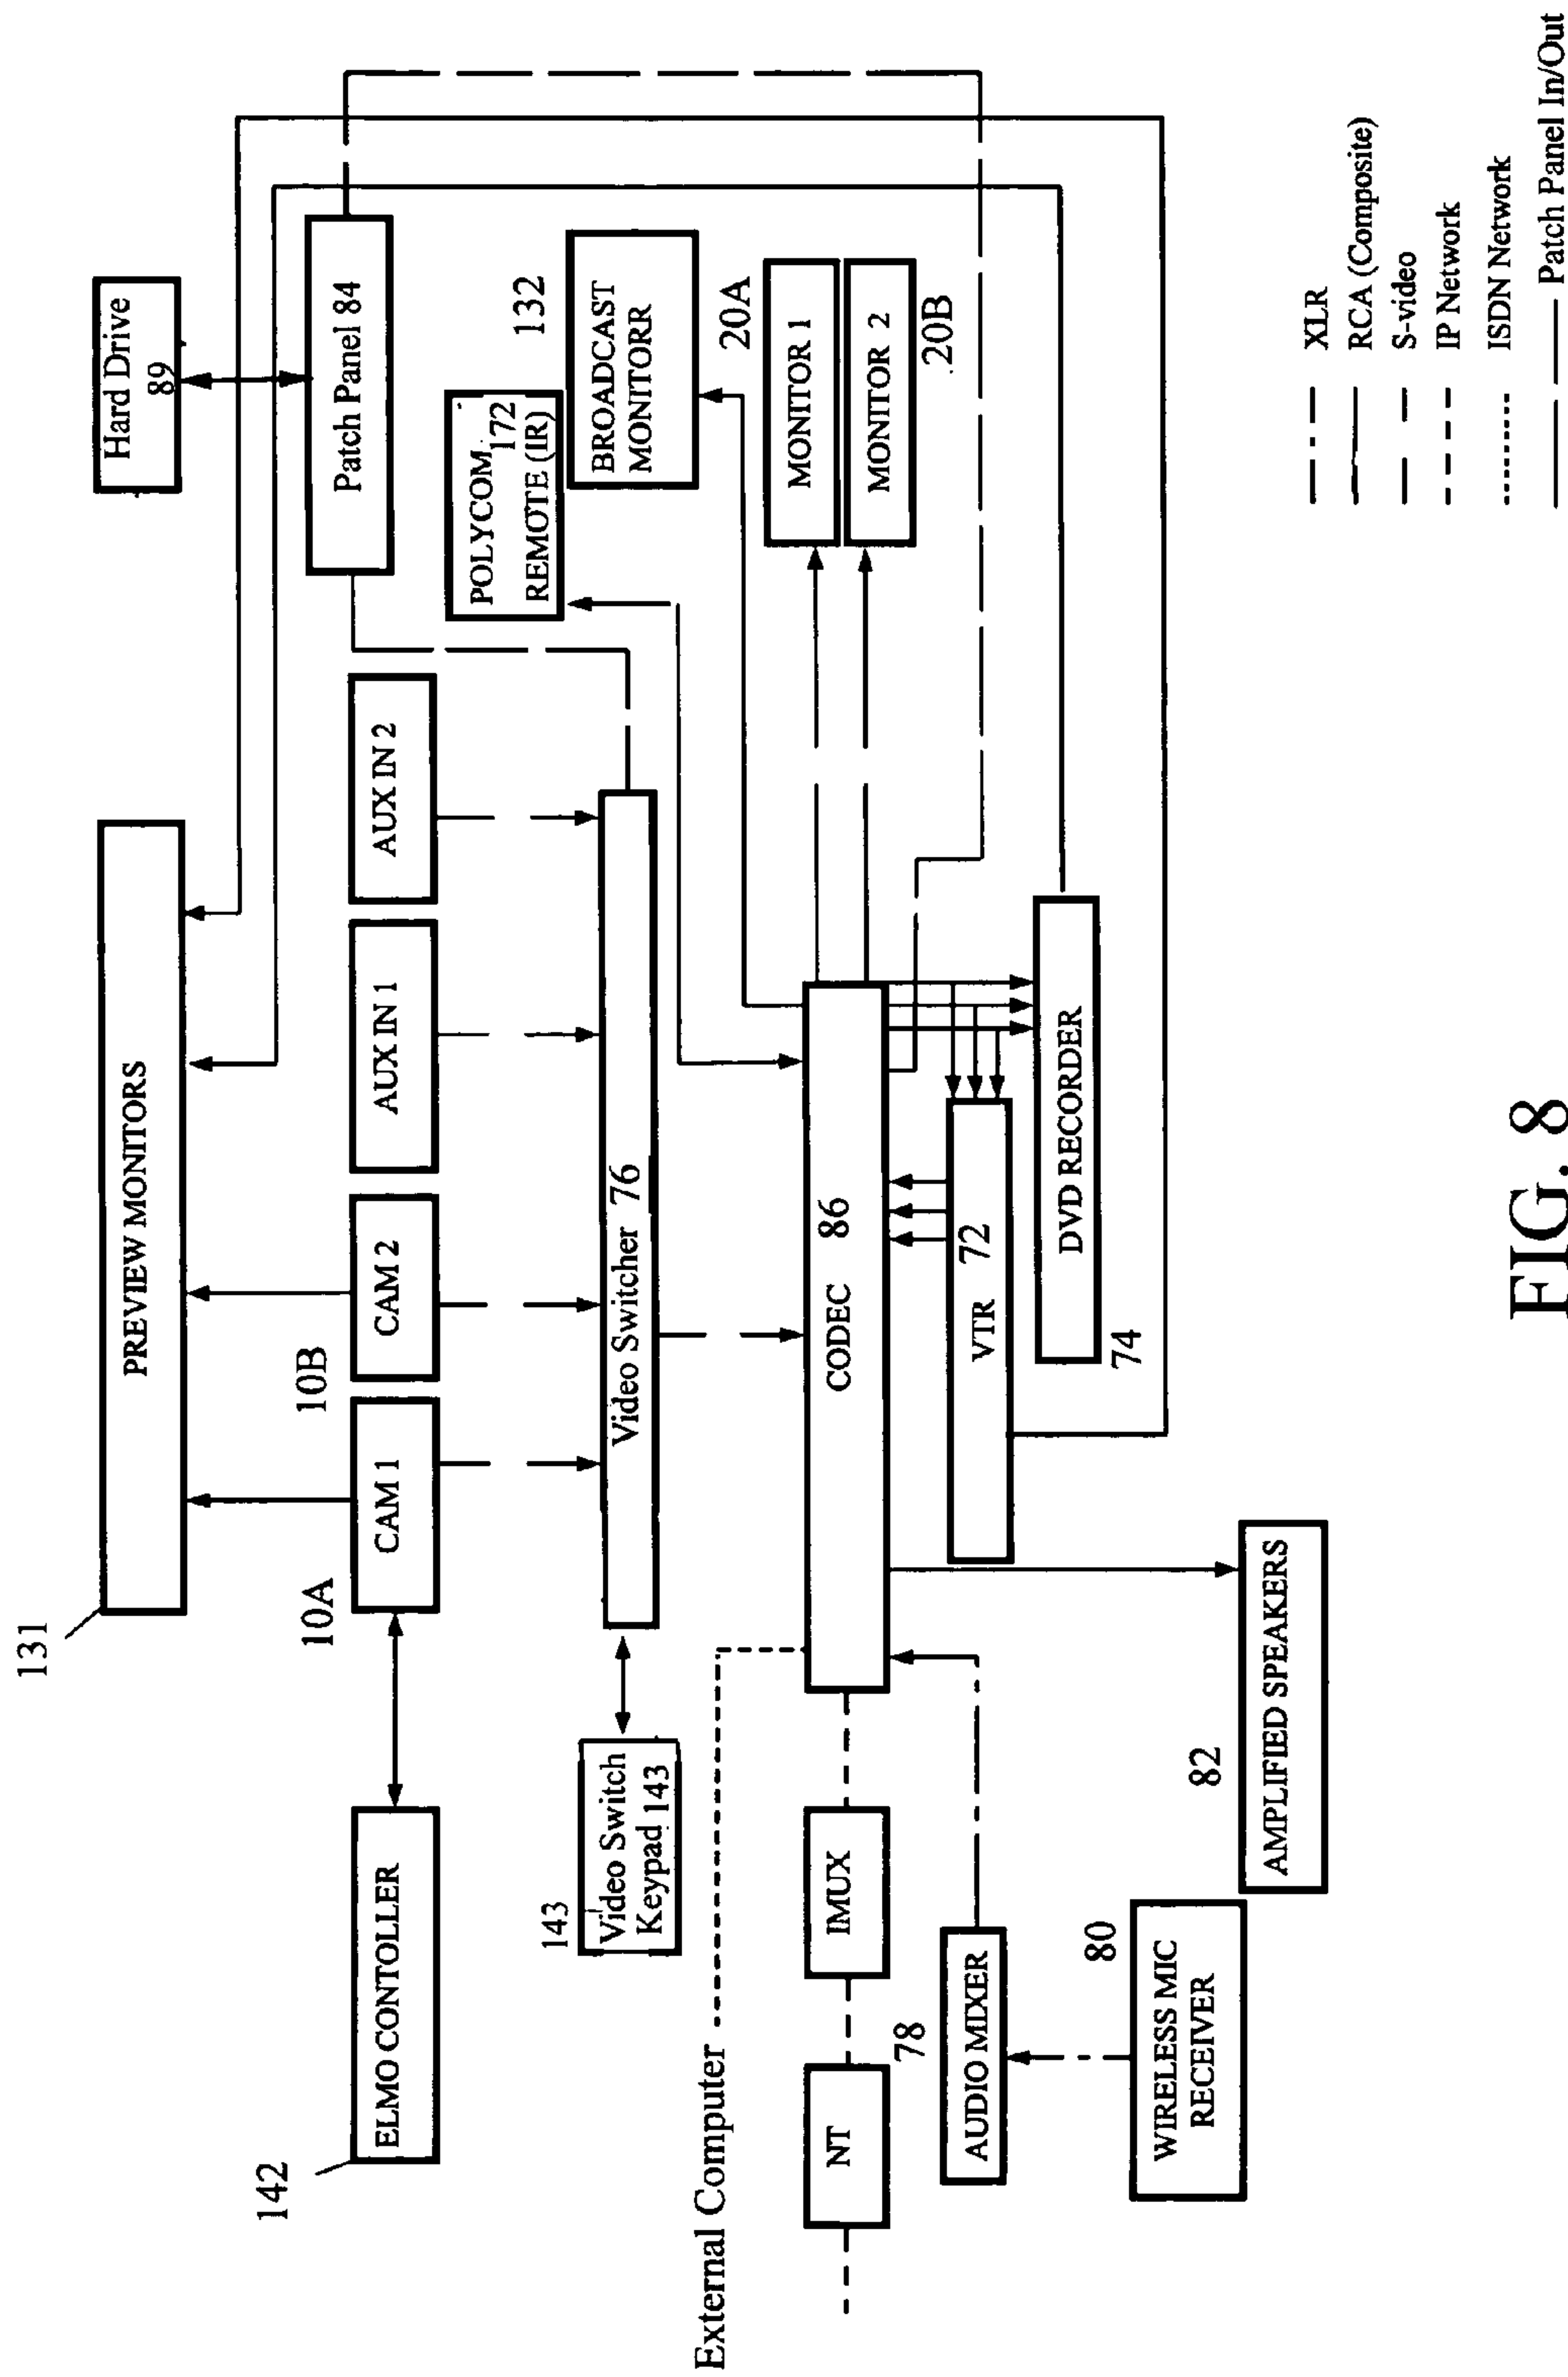 131
PREVIEW MONITORS
Hard Drive
89
142
ELMO CONTOLLER
10A
CAM 1
10B
CAM 2
AUX IN 1
AUX IN 2
Patch Panel 84
143
Video Switch
Keypad 143
Video Switcher 76
POLYCOM
172
REMOTE (IR)
132
BROADCAST
MONITORR
External Computer
NT
IMUX
CODEC 86
20A
MONITOR 1
MONITOR 2
20B
78
AUDIO MIXER
VTR 72
DVD RECORDER
74
80
WIRELESS MIC
RECEIVER
82
AMPLIFIED SPEAKERS
XLR
RCA (Composite)
S-video
IP Network
ISDN Network
Patch Panel In/Out
FIG. 8